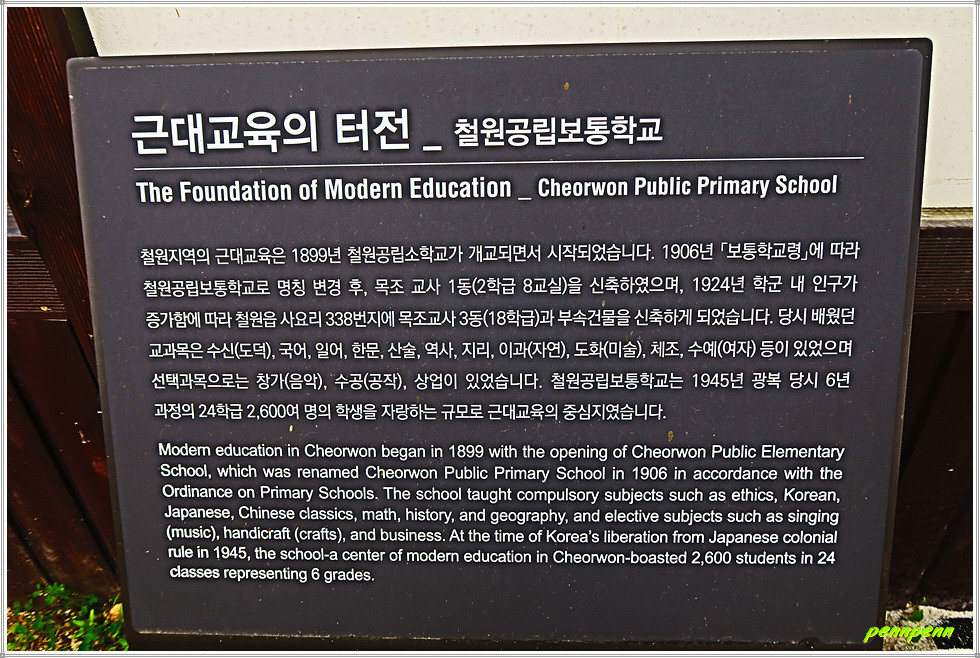 근대교육의 터전 _ 철원공립보통학교
The Foundation of Modern Education _ Cheorwon Public Primary School
철원지역의 근대교육은 1899년 철원공립소학교가 개교되면서 시작되었습니다. 1906년 「보통학교령」에 따라
철원공립보통학교로 명칭 변경 후, 목조 교사 1동(2학급 8교실)을 신축하였으며, 1924년 학군 내 인구가
증가함에 따라 철원읍 사요리 338번지에 목조교사 3동(18학급)과 부속건물을 신축하게 되었습니다. 당시 배웠던
교과목은 수신(도덕), 국어, 일어, 한문, 산술, 역사, 지리, 이과(자연), 도화(미술), 체조, 수예(여자) 등이 있었으며
선택과목으로는 창가(음악), 수공(공작), 상업이 있었습니다. 철원공립보통학교는 1945년 광복 당시 6년
과정의 24학급 2,600여 명의 학생을 자랑하는 규모로 근대교육의 중심지였습니다.
Modern education in Cheorwon began in 1899 with the opening of Cheorwon Public Elementary
School, which was renamed Cheorwon Public Primary School in 1906 in accordance with the
Ordinance on Primary Schools. The school taught compulsory subjects such as ethics, Korean,
Japanese, Chinese classics, math, history, and geography, and elective subjects such as singing
(music), handicraft (crafts), and business. At the time of Korea's liberation from Japanese colonial
rule in 1945, the school-a center of modern education in Cheorwon-boasted 2,600 students in 24
classes representing 6 grades.
pennpenn